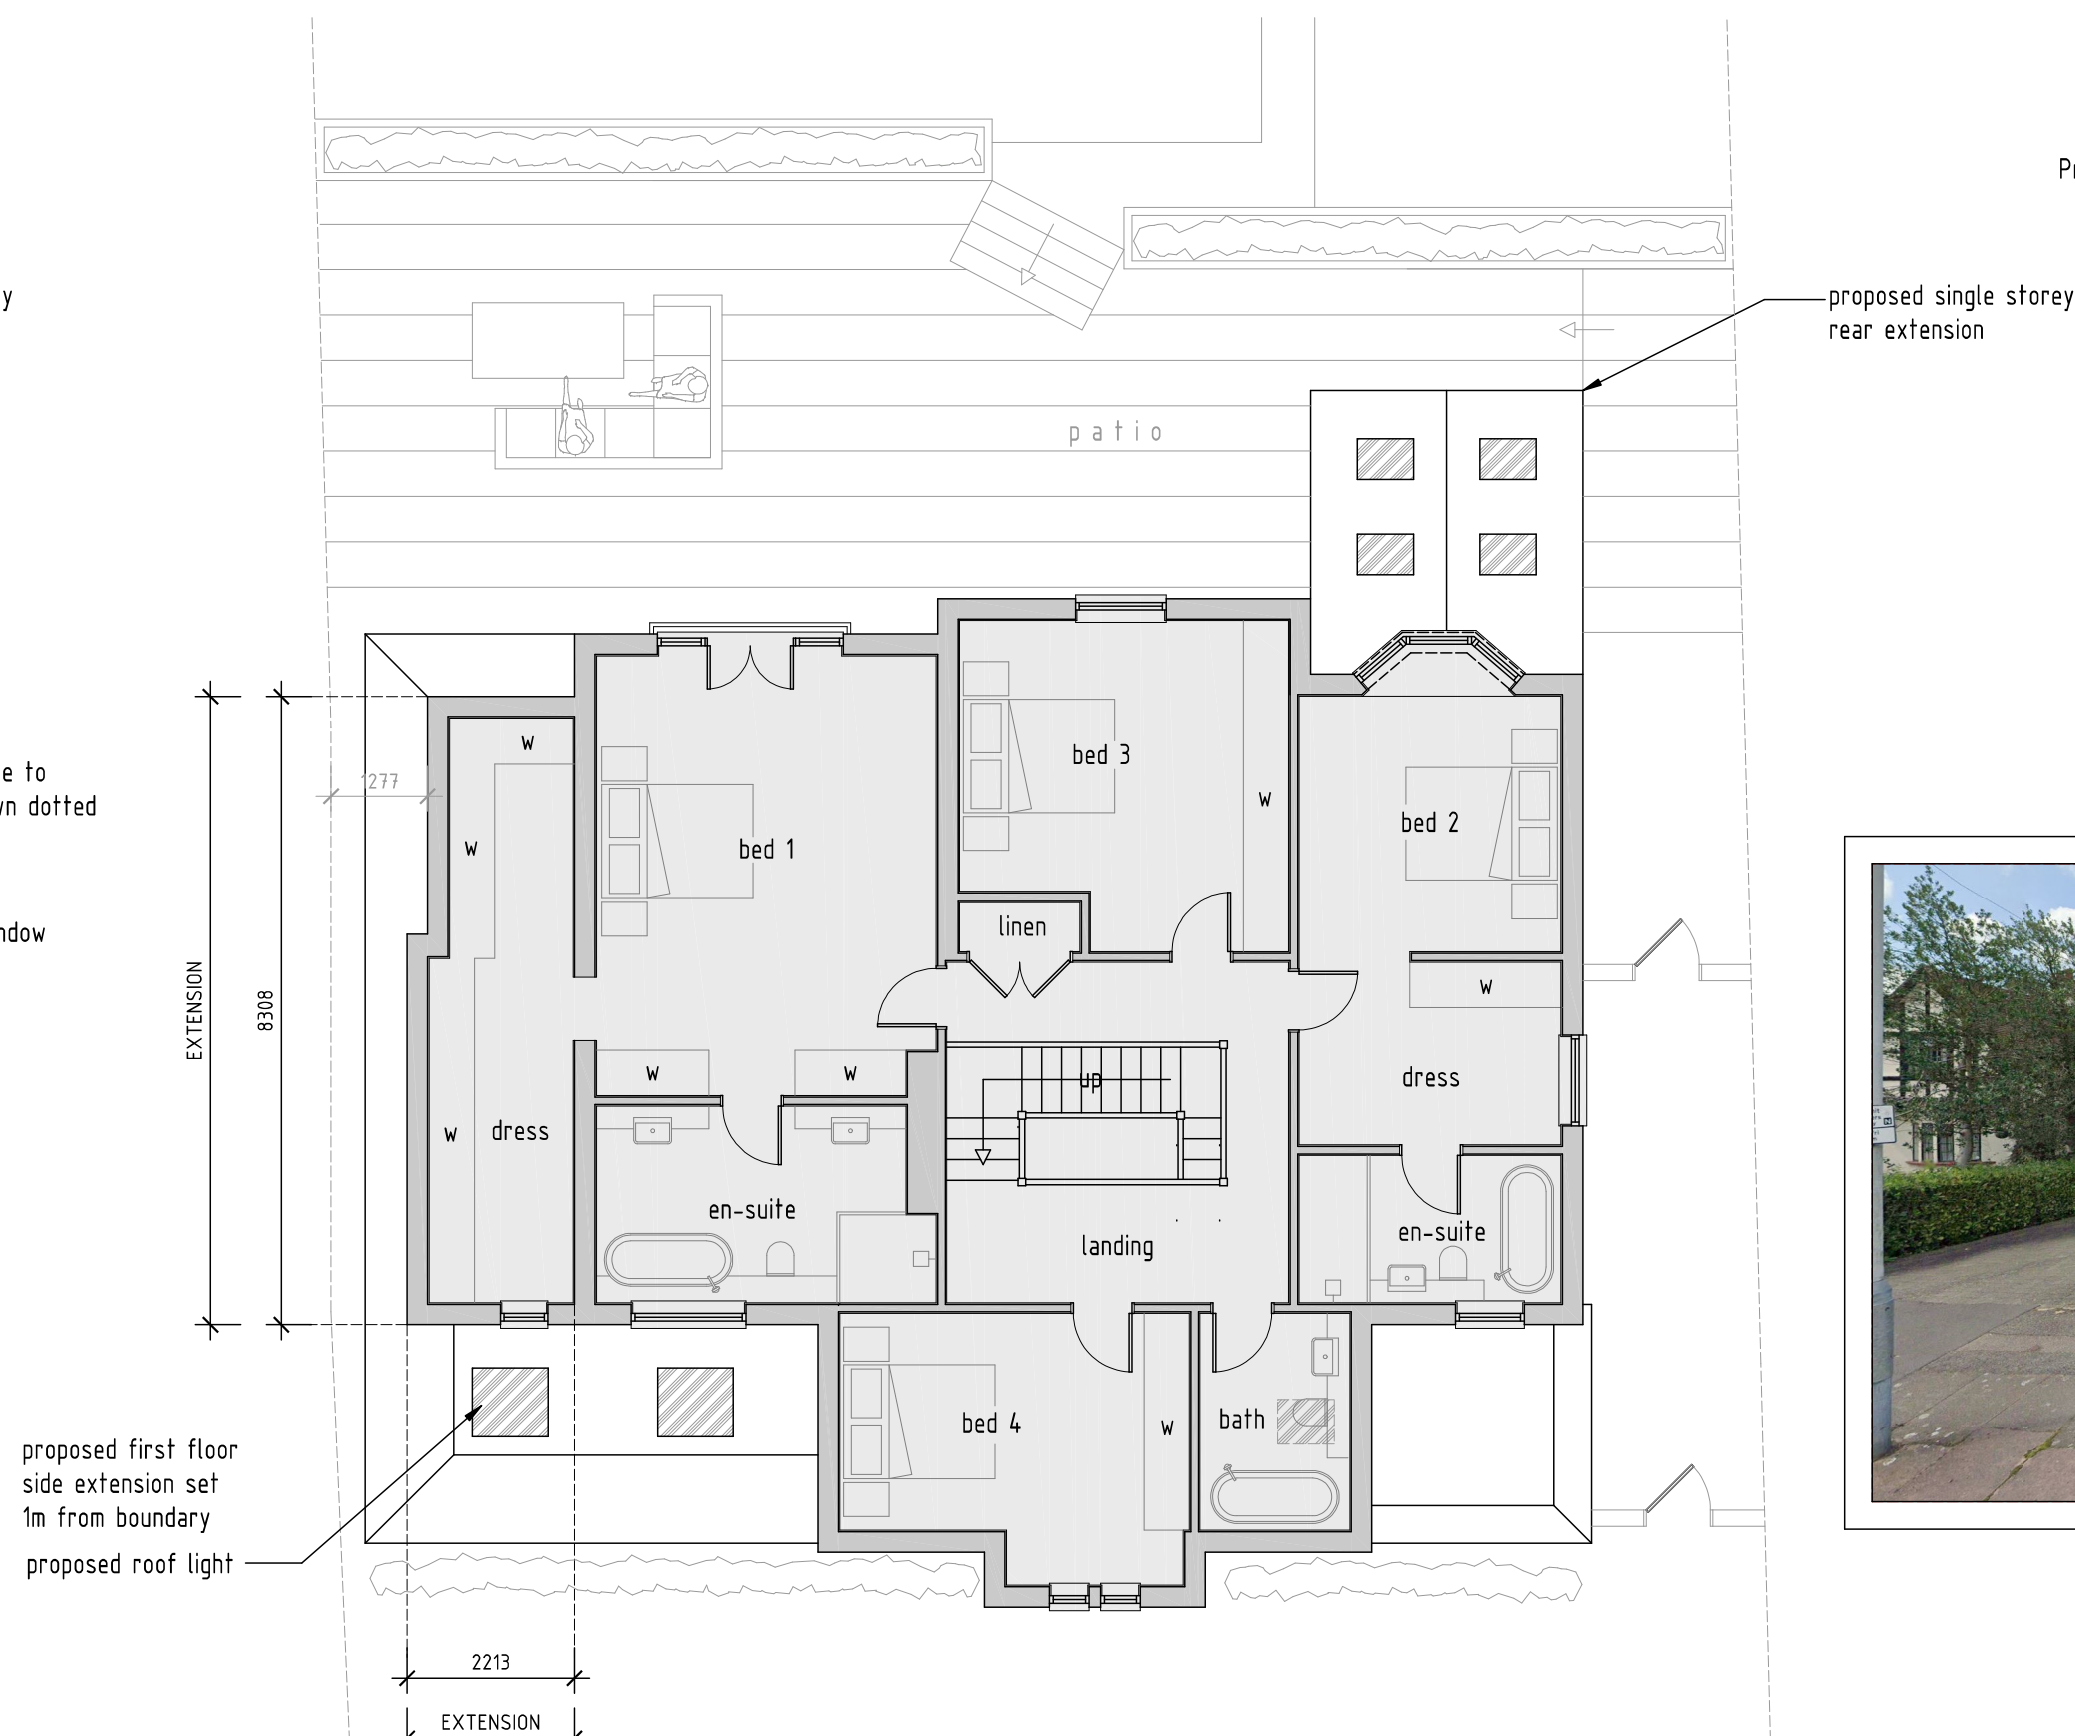 proposed single storey
rear extension
patio
e to
wn dotted
ndow
EXTENSION
8308
1277
w
w
w
dress
bed 1
w
w
en-suite
bed 3
w
linen
up
landing
bed 2
w
dress
en-suite
bed 4
w
bath
proposed first floor
side extension set
1m from boundary
proposed roof light
2213
EXTENSION